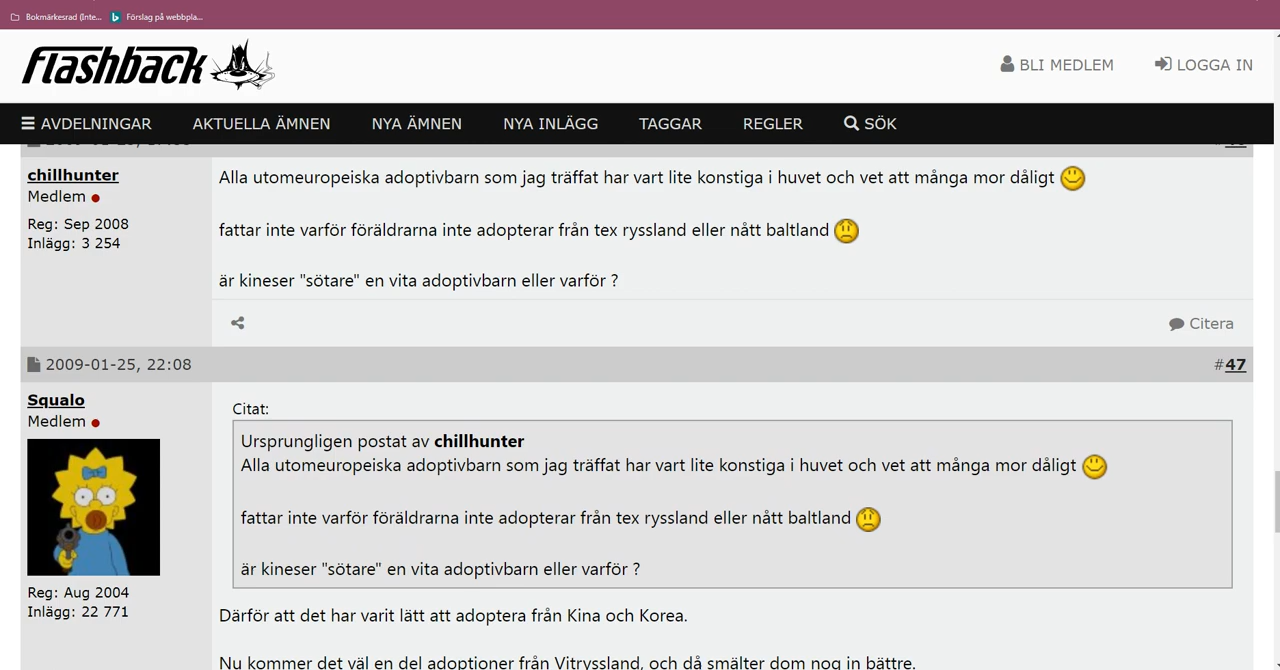 Bokmärkesrad (Inte...
Förslag på webbpla...
flashback
BLI MEDLEM
LOGGA IN
AVDELNINGAR
AKTUELLA ÄMNEN
NYA ÄMNEN
NYA INLÄGG
TAGGAR
REGLER
SÖK
chillhunter
Medlem
Reg: Sep 2008
Inlägg: 3 254
Alla utomeuropeiska adoptivbarn som jag träffat har vart lite konstiga i huvet och vet att många mor dåligt
fattar inte varför föräldrarna inte adopterar från tex ryssland eller nått baltland
är kineser "sötare" en vita adoptivbarn eller varför ?
Citera
2009-01-25, 22:08
#47
Squalo
Medlem
Reg: Aug 2004
Inlägg: 22 771
Citat:
Ursprungligen postat av chillhunter
Alla utomeuropeiska adoptivbarn som jag träffat har vart lite konstiga i huvet och vet att många mor dåligt
fattar inte varför föräldrarna inte adopterar från tex ryssland eller nått baltland
är kineser "sötare" en vita adoptivbarn eller varför ?
Därför att det har varit lätt att adoptera från Kina och Korea.
Nu kommer det väl en del adoptioner från Vitryssland, och då smälter dom nog in bättre.